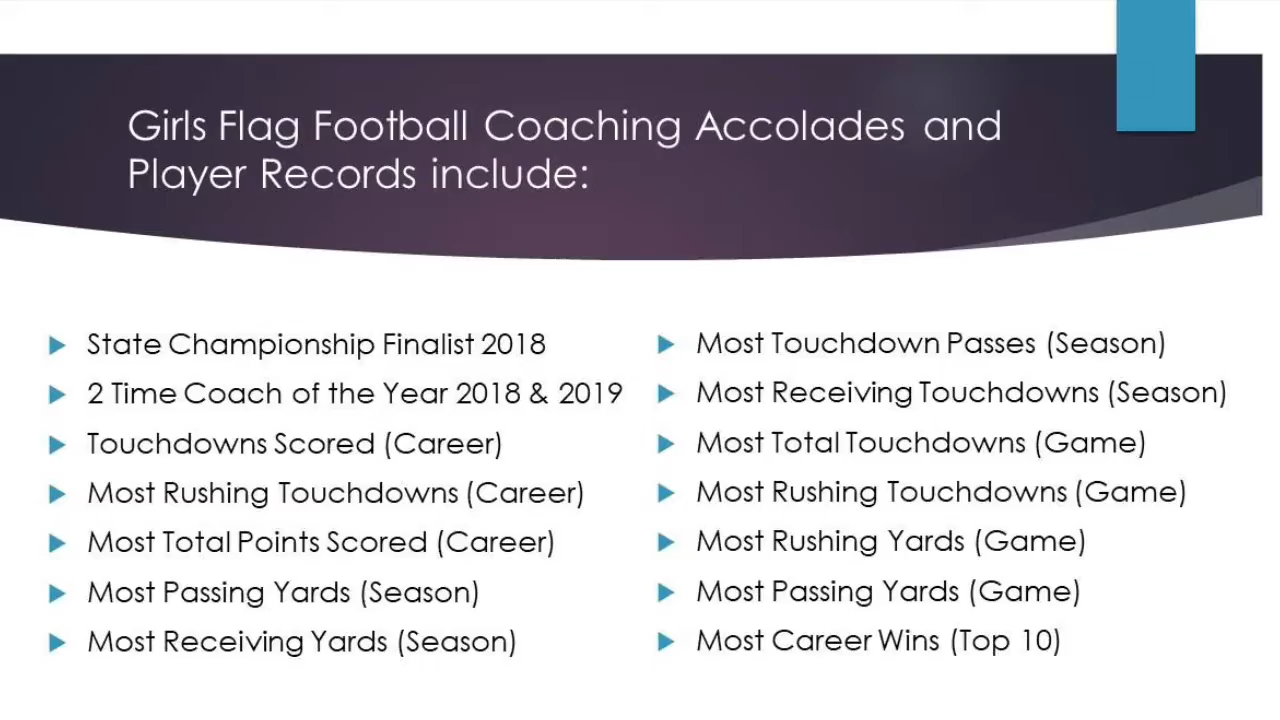 Girls Flag Football Coaching Accolades and
Player Records include:
State Championship Finalist 2018
2 Time Coach of the Year 2018 & 2019
Touchdowns Scored (Career)
Most Rushing Touchdowns (Career)
Most Total Points Scored (Career)
Most Passing Yards (Season)
Most Receiving Yards (Season)
Most Touchdown Passes (Season)
Most Receiving Touchdowns (Season)
Most Total Touchdowns (Game)
Most Rushing Touchdowns (Game)
Most Rushing Yards (Game)
Most Passing Yards (Game)
Most Career Wins (Top 10)